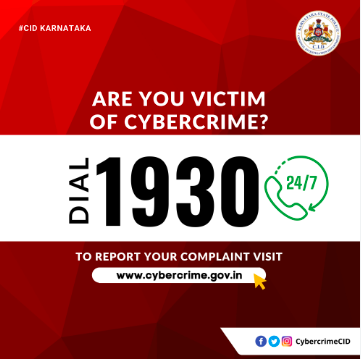 #CID KARNATAKA
ARE YOU VICTIM
OF CYBERCRIME?
DIAL 1930 24/7
TO REPORT YOUR COMPLAINT VISIT
www.cybercrime.gov.in
CybercrimeCID